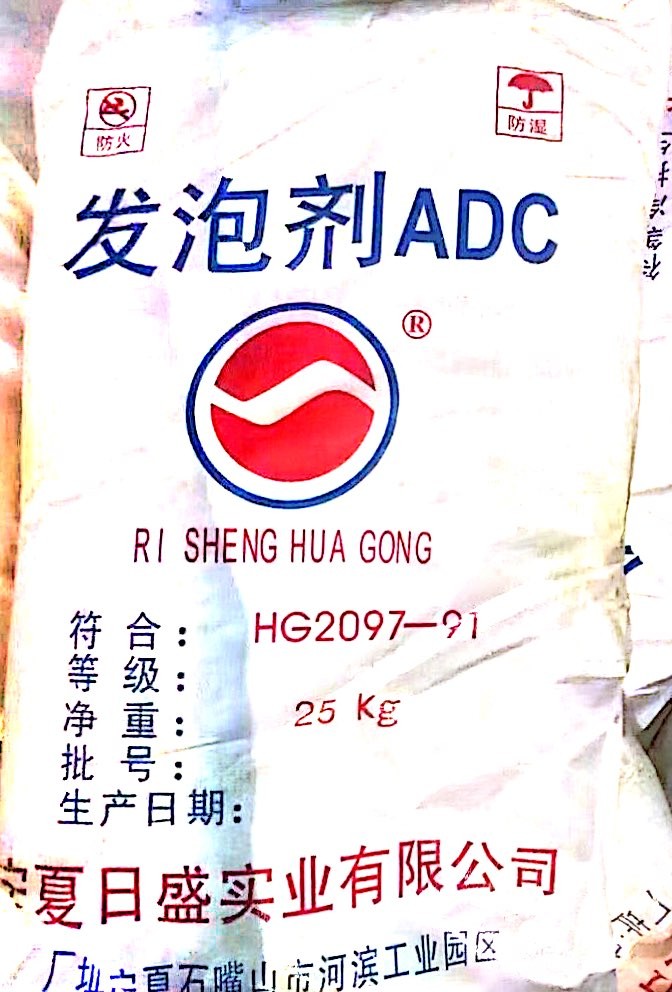 防火
防湿
发泡剂ADC
®
RI SHENG HUA GONG
符 合： HG2097—91
等 级：
净 重： 25 Kg
批 号：
生产日期：
宁夏日盛实业有限公司
厂址宁夏石嘴山市河滨工业园区